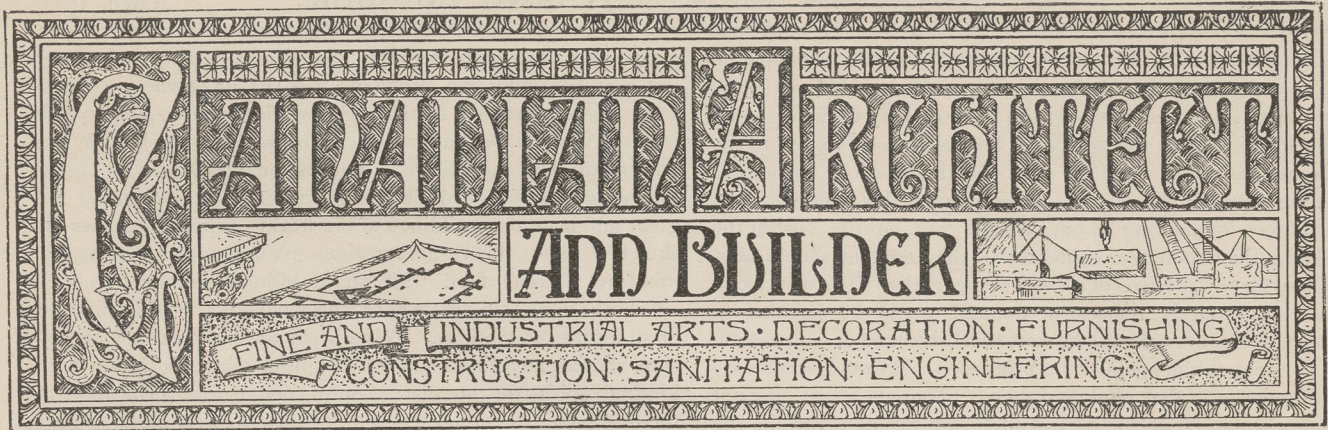 CANADIAN ARCHITECT
AND BUILDER
FINE AND INDUSTRIAL ARTS · DECORATION · FURNISHING
CONSTRUCTION · SANITATION ENGINEERING ·